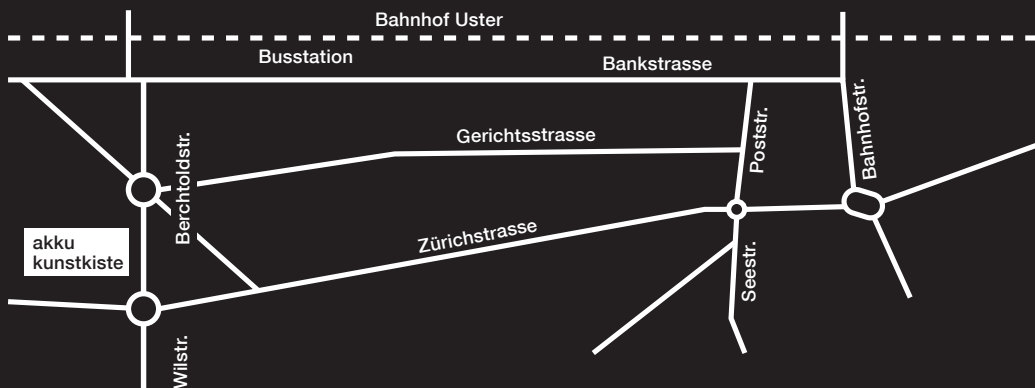 Bahnhof Uster
Busstation
Bankstrasse
Gerichtsstrasse
Poststr.
Bahnhofstr.
Berchtoldstr.
Zürichstrasse
akku
kunstkiste
Seestr.
Wilstr.